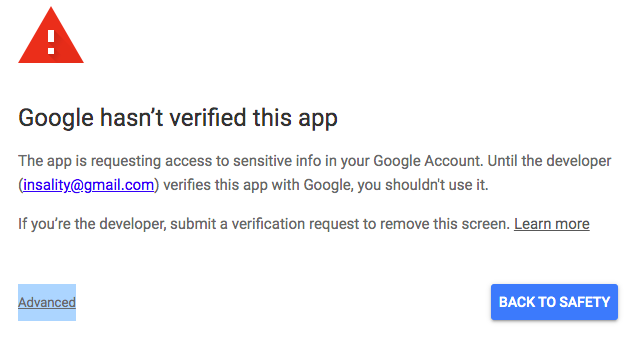 Google hasn’t verified this app
The app is requesting access to sensitive info in your Google Account. Until the developer
(insality@gmail.com) verifies this app with Google, you shouldn't use it.
If you’re the developer, submit a verification request to remove this screen. Learn more
Advanced
BACK TO SAFETY